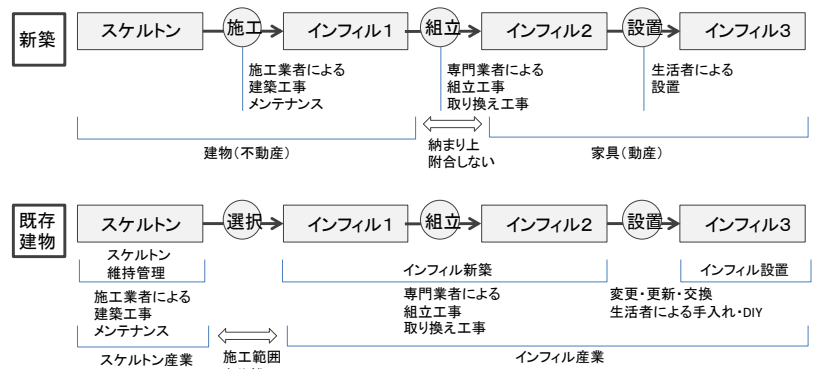 新築
スケルトン
施工
インフィル1
組立
インフィル2
設置
インフィル3
施工業者による
建築工事
メンテナンス
専門業者による
組立工事
取り換え工事
生活者による
設置
建物（不動産）
納まり上
附合しない
家具（動産）
既存
建物
スケルトン
選択
インフィル1
組立
インフィル2
設置
インフィル3
スケルトン
維持管理
インフィル新築
インフィル設置
施工業者による
建築工事
メンテナンス
専門業者による
組立工事
取り換え工事
変更・更新・交換
生活者による手入れ・DIY
スケルトン産業
施工範囲
インフィル産業